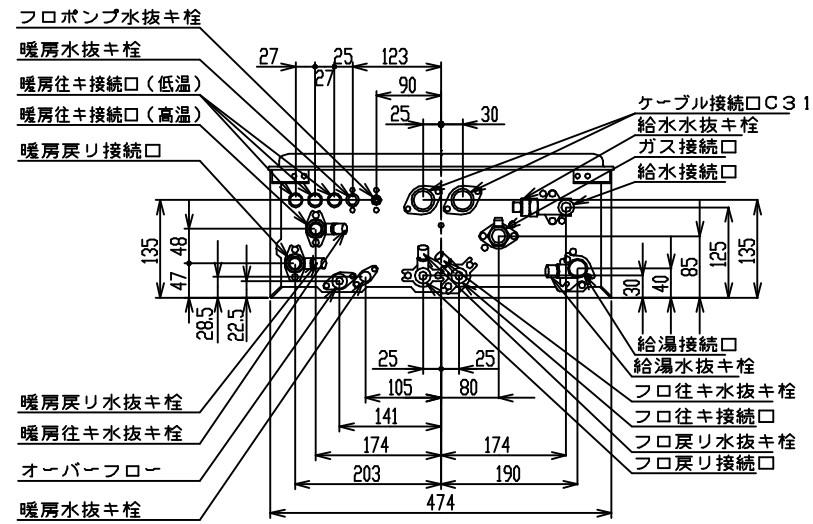 フロポンプ水抜キ栓
暖房水抜キ栓
暖房往キ接続口（低温）
暖房往キ接続口（高温）
暖房戻リ接続口
27
27
25
123
90
25
30
ケーブル接続口C31
給水水抜キ栓
ガス接続口
給水接続口
135
48
47
28.5
22.5
30
40
85
125
135
給湯接続口
給湯水抜キ栓
フロ往キ水抜キ栓
フロ往キ接続口
フロ戻リ水抜キ栓
フロ戻リ接続口
25
25
105
80
141
174
174
203
190
474
暖房戻リ水抜キ栓
暖房往キ水抜キ栓
オーバーフロー
暖房水抜キ栓